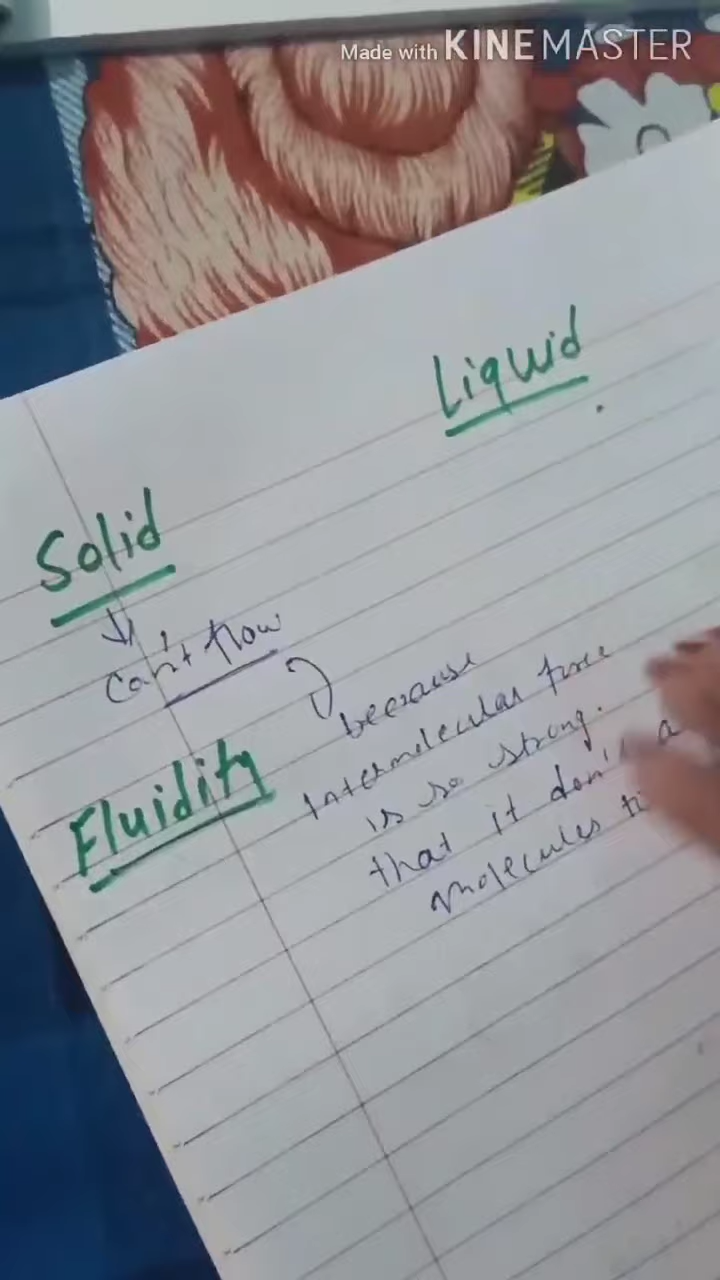 Made with KINEMASTER
Liquid
Solid
can't flow
because
Intermolecular force
is so strong.
that it don't a
molecules
Fluidity